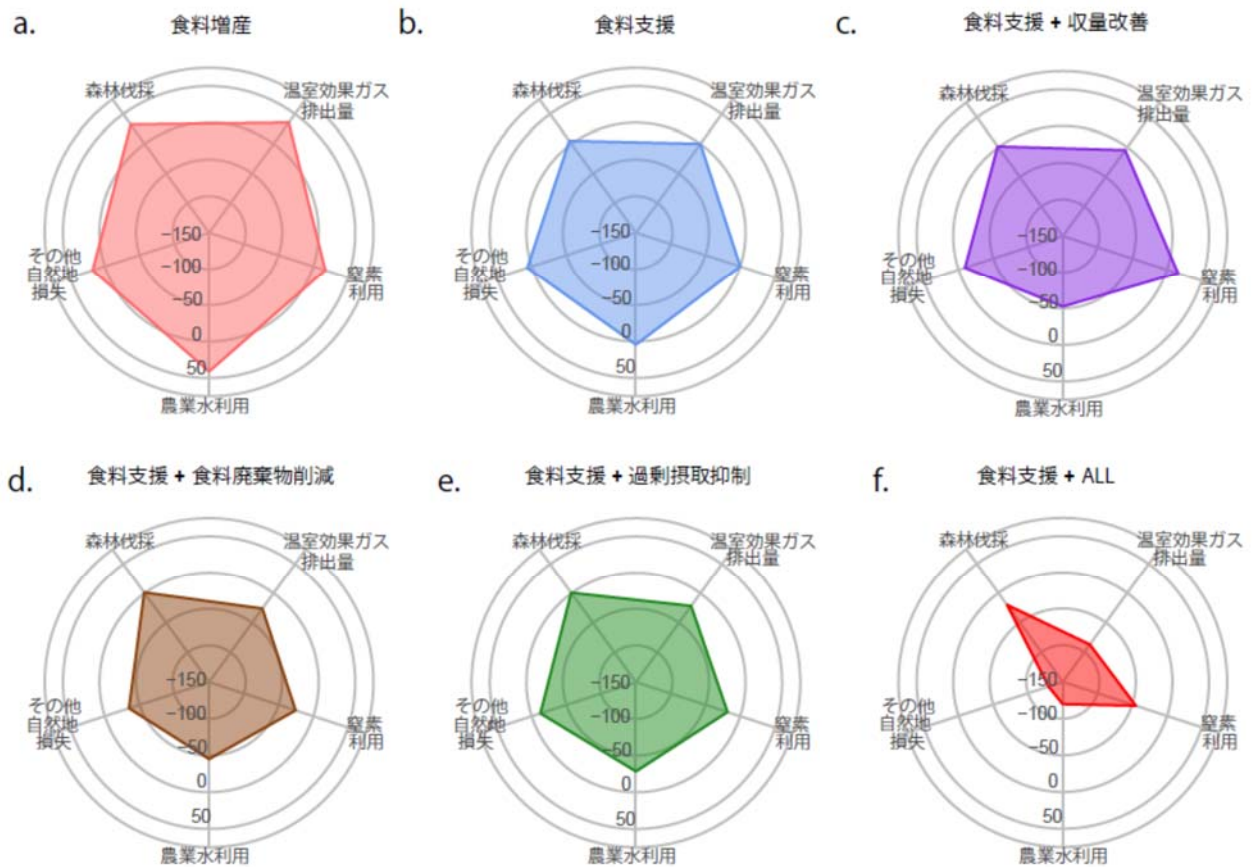 a.
食料増産
森林伐採
温室効果ガス
排出量
その他
自然地
損失
窒素
利用
−150
−100
−50
0
50
農業水利用
b.
食料支援
森林伐採
温室効果ガス
排出量
その他
自然地
損失
窒素
利用
−150
−100
−50
0
50
農業水利用
c.
食料支援 + 収量改善
森林伐採
温室効果ガス
排出量
その他
自然地
損失
窒素
利用
−150
−100
−50
0
50
農業水利用
d.
食料支援 + 食料廃棄物削減
森林伐採
温室効果ガス
排出量
その他
自然地
損失
窒素
利用
−150
−100
−50
0
50
農業水利用
e.
食料支援 + 過剰摂取抑制
森林伐採
温室効果ガス
排出量
その他
自然地
損失
窒素
利用
−150
−100
−50
0
50
農業水利用
f.
食料支援 + ALL
森林伐採
温室効果ガス
排出量
その他
自然地
損失
窒素
利用
−150
−100
−50
0
50
農業水利用